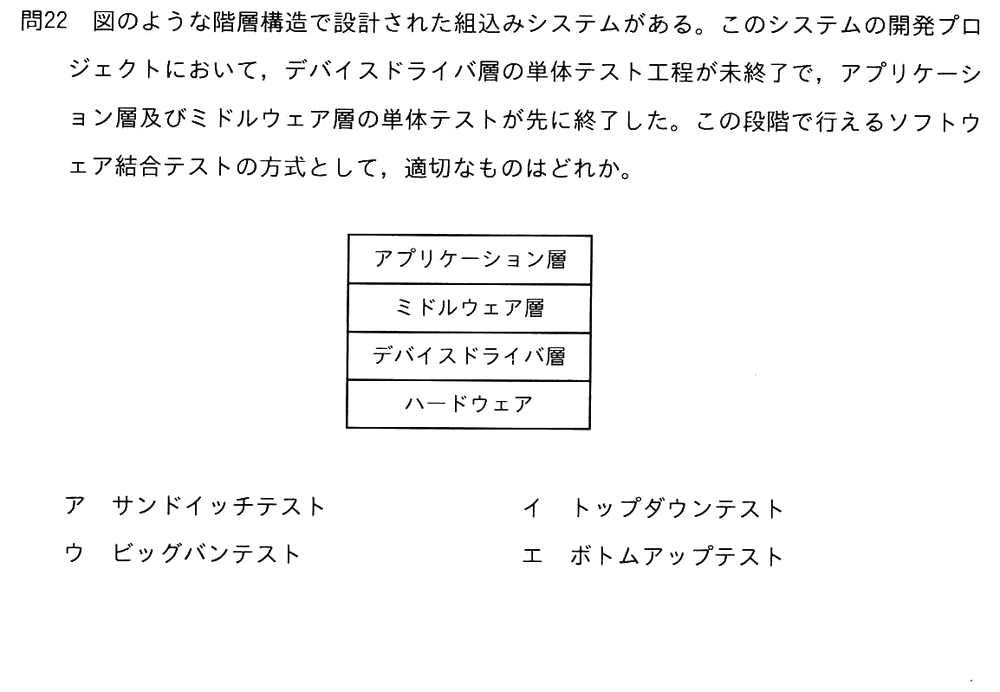 問22 図のような階層構造で設計された組込みシステムがある。このシステムの開発プロ
ジェクトにおいて，デバイスドライバ層の単体テスト工程が未終了で，アプリケーシ
ョン層及びミドルウェア層の単体テストが先に終了した。この段階で行えるソフトウ
ェア結合テストの方式として，適切なものはどれか。
アプリケーション層
ミドルウェア層
デバイスドライバ層
ハードウェア
ア サンドイッチテスト
イ トップダウンテスト
ウ ビッグバンテスト
エ ボトムアップテスト